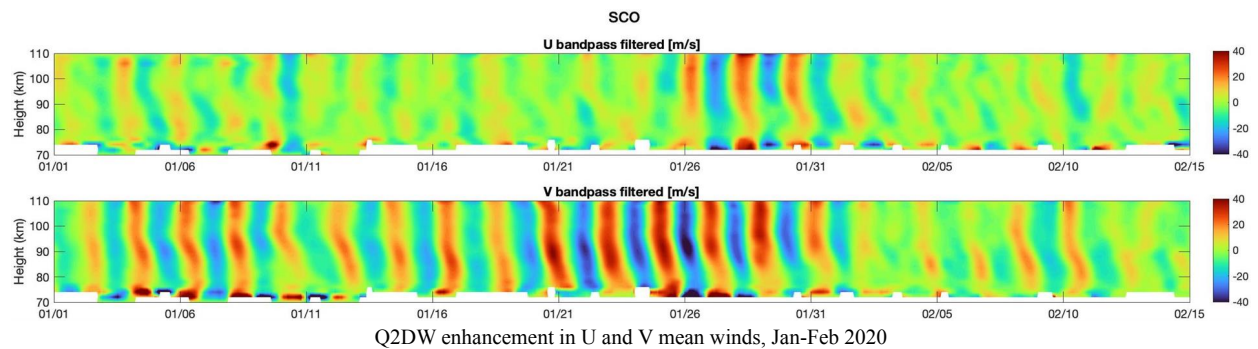 SCO
U bandpass filtered [m/s]
Height (km)
110
100
90
80
70
01/01 01/06 01/11 01/16 01/21 01/26 01/31 02/05 02/10 02/15
40
20
0
-20
-40
V bandpass filtered [m/s]
Height (km)
110
100
90
80
70
01/01 01/06 01/11 01/16 01/21 01/26 01/31 02/05 02/10 02/15
40
20
0
-20
-40
Q2DW enhancement in U and V mean winds, Jan-Feb 2020